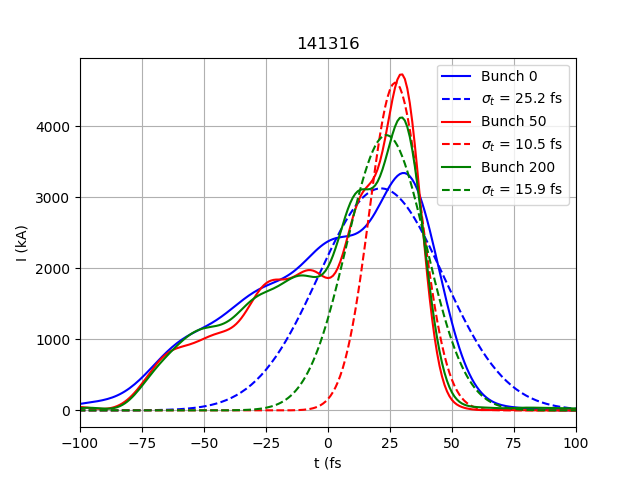 141316
Bunch 0
σt = 25.2 fs
Bunch 50
σt = 10.5 fs
Bunch 200
σt = 15.9 fs
I (kA)
4000
3000
2000
1000
0
−100 −75 −50 −25 0 25 50 75 100
t (fs